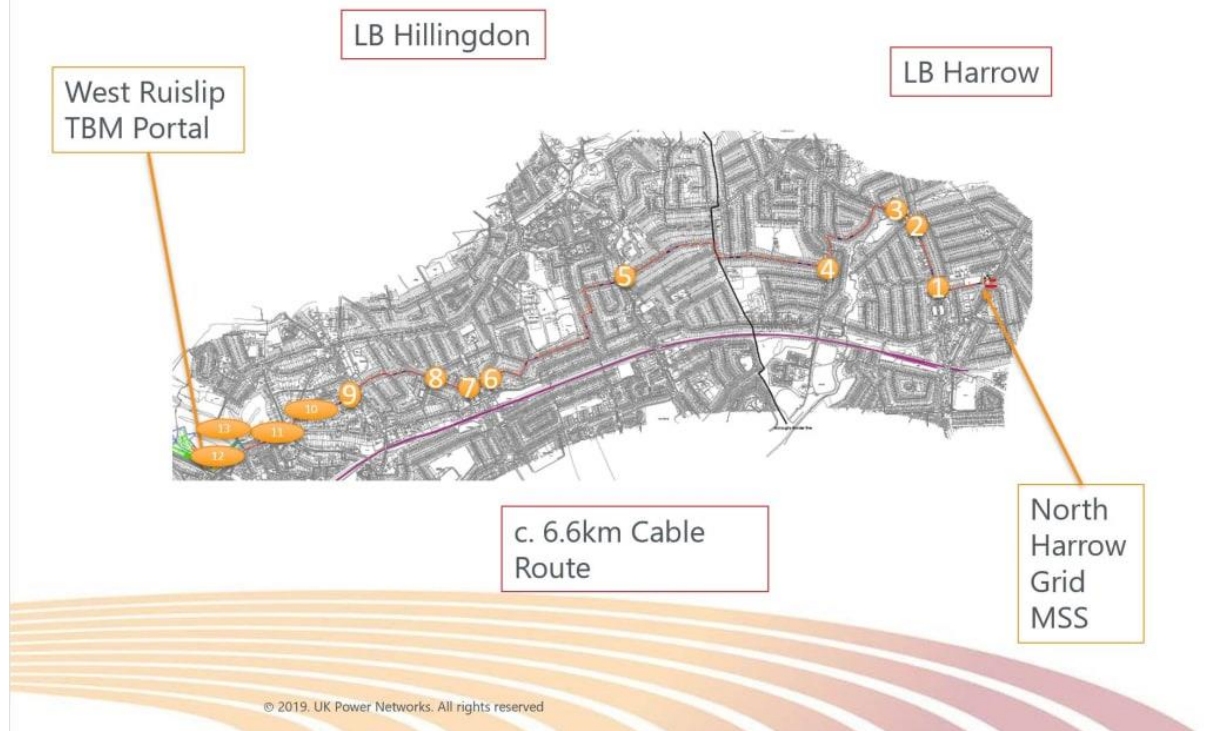 LB Hillingdon
LB Harrow
West Ruislip
TBM Portal
3
2
5
4
1
8
6
7
9
10
13
11
12
c. 6.6km Cable
Route
North
Harrow
Grid
MSS
© 2019. UK Power Networks. All rights reserved